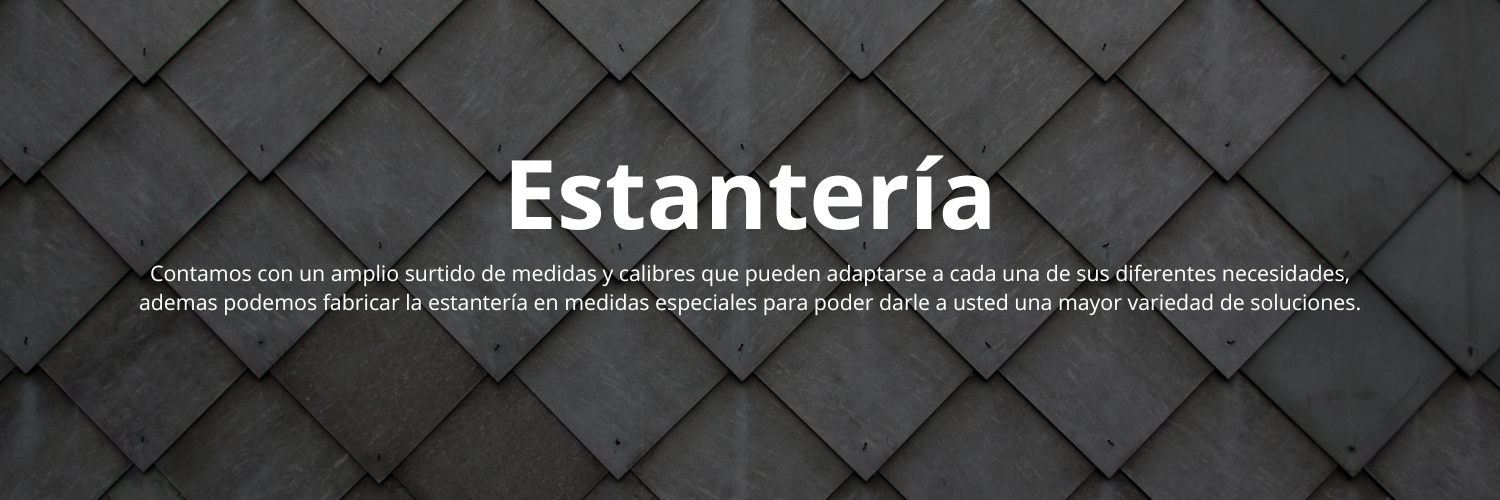 Estantería
Contamos con un amplio surtido de medidas y calibres que pueden adaptarse a cada una de sus diferentes necesidades,
ademas podemos fabricar la estantería en medidas especiales para poder darle a usted una mayor variedad de soluciones.